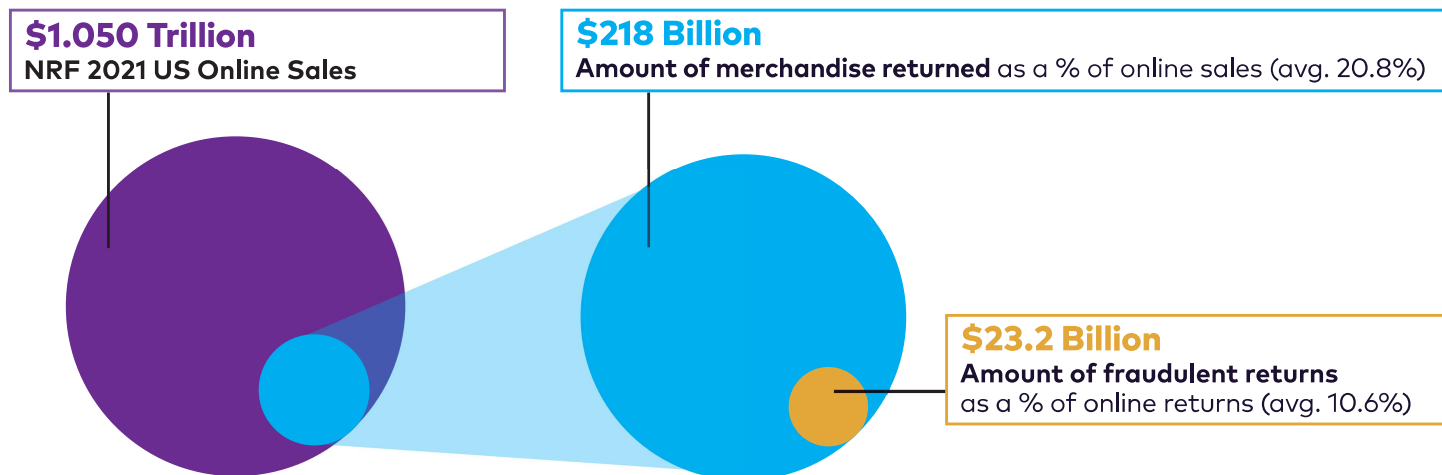 $1.050 Trillion
NRF 2021 US Online Sales
$218 Billion
Amount of merchandise returned as a % of online sales (avg. 20.8%)
$23.2 Billion
Amount of fraudulent returns
as a % of online returns (avg. 10.6%)